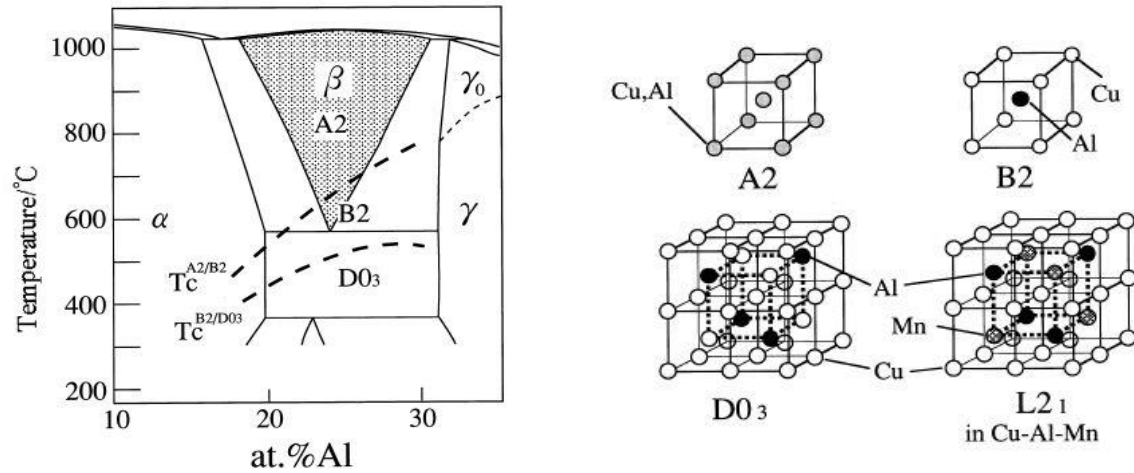 1000
800
600
400
200
Temperature/°C
10
20
30
at.%Al
α
β
A2
γ₀
B2
γ
D0₃
Tc^A2/B2
Tc^B2/D03
Cu,Al
A2
Cu
Al
B2
Al
Mn
Cu
D0₃
L2₁
in Cu-Al-Mn